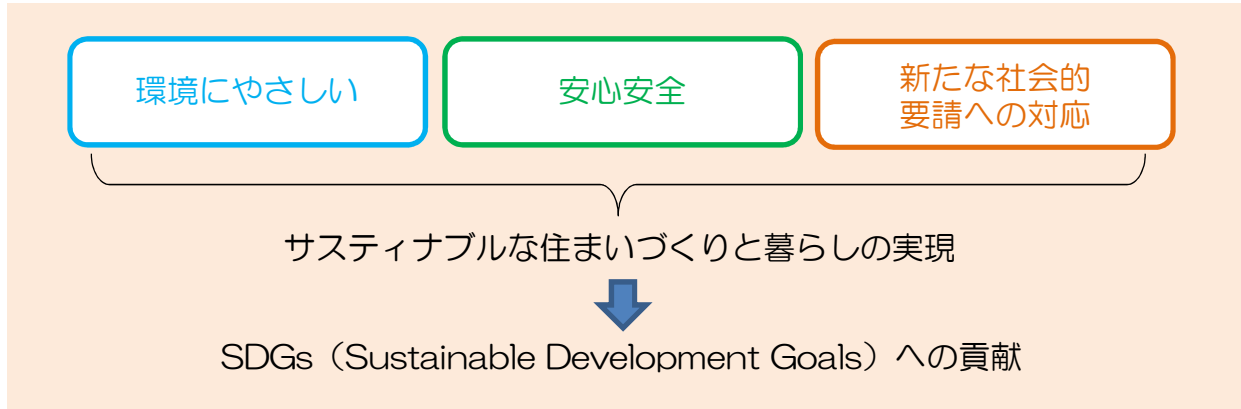 環境にやさしい
安心安全
新たな社会的
要請への対応
サスティナブルな住まいづくりと暮らしの実現
SDGs（Sustainable Development Goals）への貢献